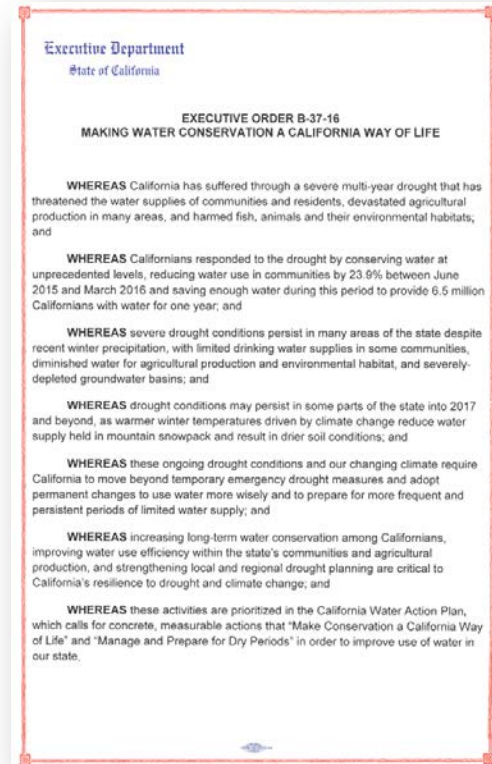 Executive Department
State of California
EXECUTIVE ORDER B-37-16
MAKING WATER CONSERVATION A CALIFORNIA WAY OF LIFE
WHEREAS California has suffered through a severe multi-year drought that has
threatened the water supplies of communities and residents, devastated agricultural
production in many areas, and harmed fish, animals and their environmental habitats;
and
WHEREAS Californians responded to the drought by conserving water at
unprecedented levels, reducing water use in communities by 23.9% between June
2015 and March 2016 and saving enough water during this period to provide 6.5 million
Californians with water for one year; and
WHEREAS severe drought conditions persist in many areas of the state despite
recent winter precipitation, with limited drinking water supplies in some communities,
diminished water for agricultural production and environmental habitat, and severely-
depleted groundwater basins; and
WHEREAS drought conditions may persist in some parts of the state into 2017
and beyond, as warmer winter temperatures driven by climate change reduce water
supply held in mountain snowpack and result in drier soil conditions; and
WHEREAS these ongoing drought conditions and our changing climate require
California to move beyond temporary emergency drought measures and adopt
permanent changes to use water more wisely and to prepare for more frequent and
persistent periods of limited water supply; and
WHEREAS increasing long-term water conservation among Californians,
improving water use efficiency within the state's communities and agricultural
production, and strengthening local and regional drought planning are critical to
California's resilience to drought and climate change; and
WHEREAS these activities are prioritized in the California Water Action Plan,
which calls for concrete, measurable actions that "Make Conservation a California Way
of Life" and "Manage and Prepare for Dry Periods" in order to improve use of water in
our state.